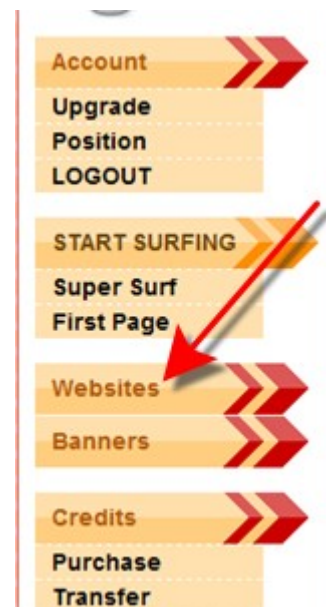 Account
Upgrade
Position
LOGOUT
START SURFING
Super Surf
First Page
Websites
Banners
Credits
Purchase
Transfer